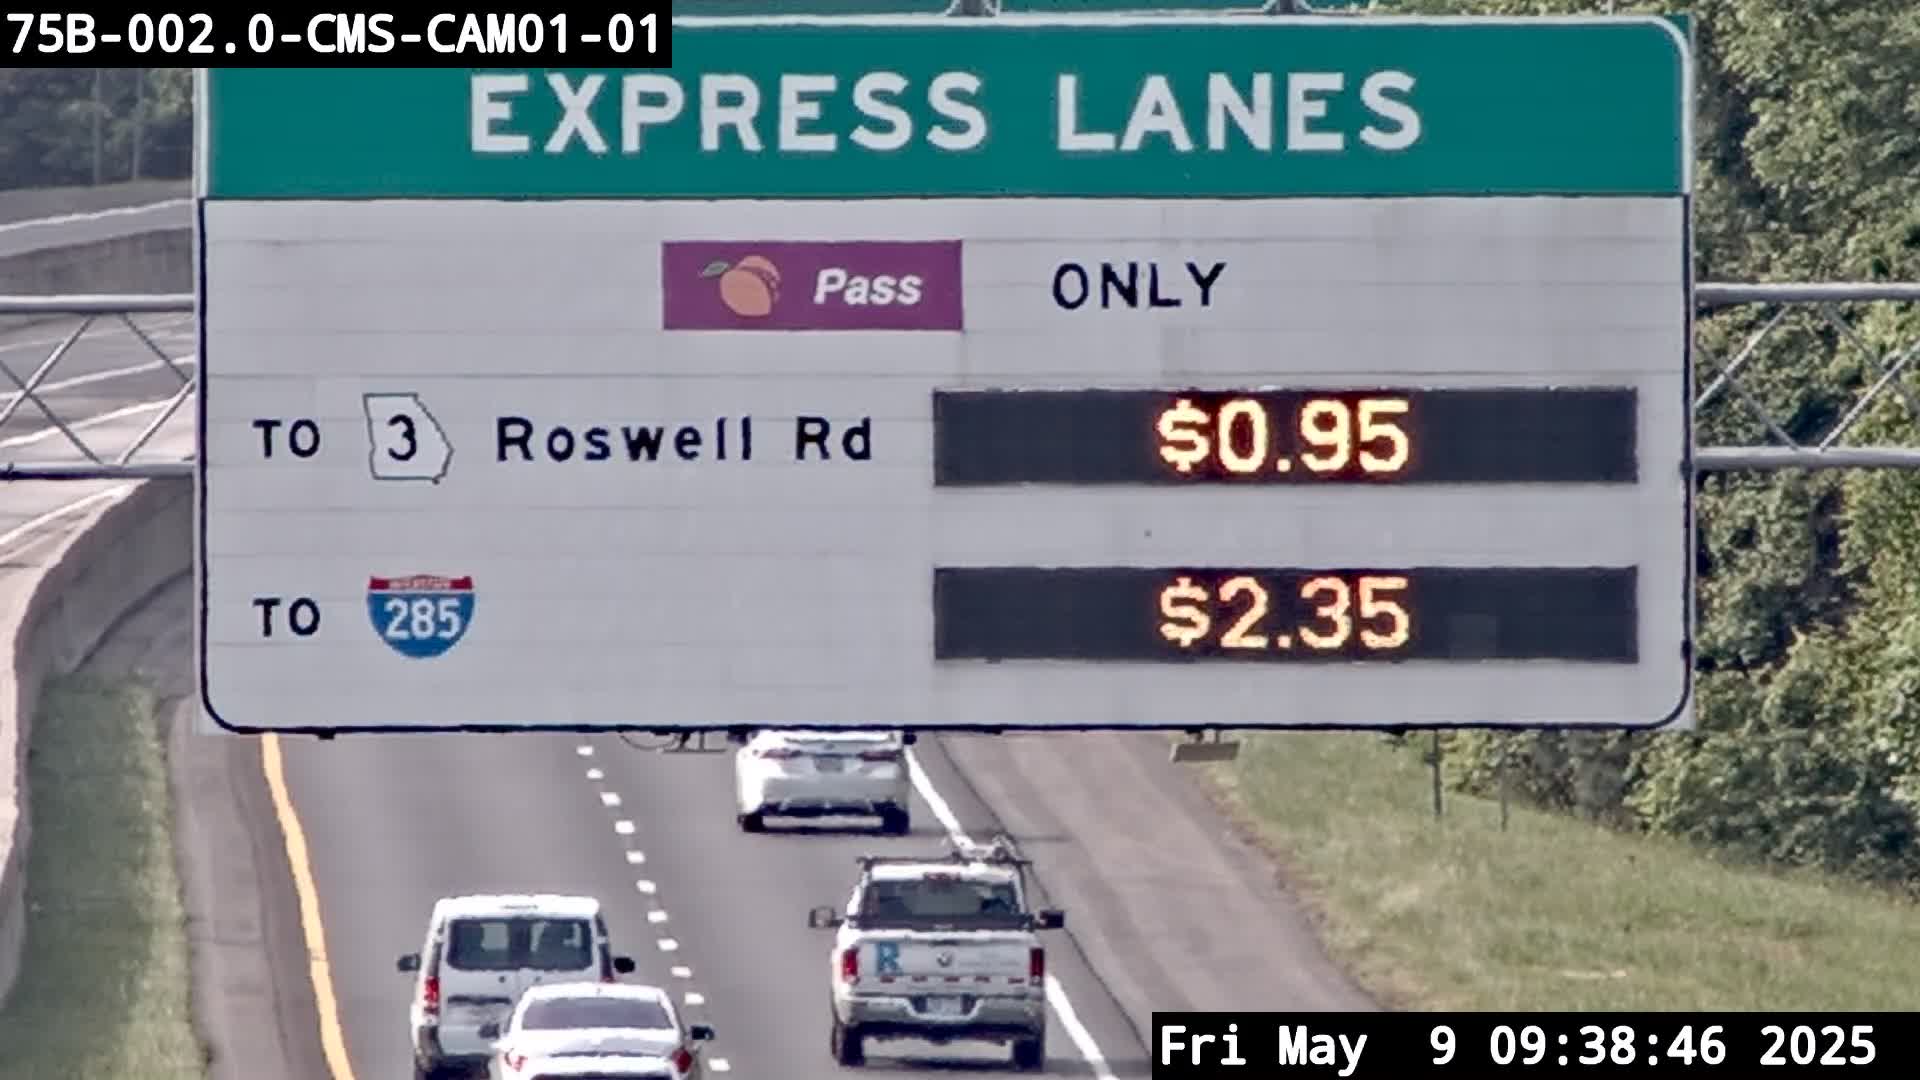 75B-002.0-CMS-CAM01-01
EXPRESS LANES
Pass ONLY
TO 3 Roswell Rd $0.95
TO INTERSTATE 285 $2.35
R
Fri May 9 09:38:46 2025